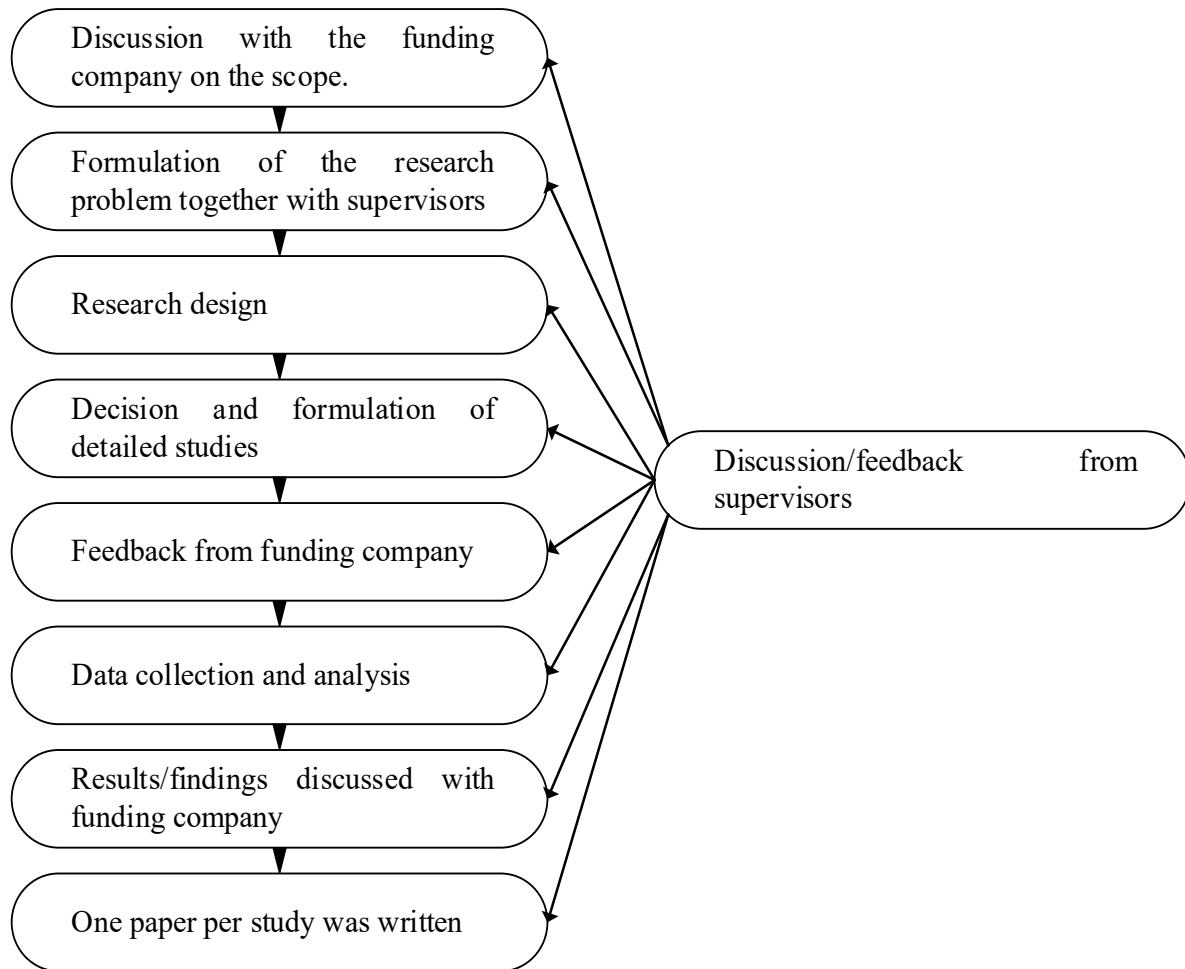 Discussion with the funding
company on the scope.
Formulation of the research
problem together with supervisors
Research design
Decision and formulation of
detailed studies
Feedback from funding company
Data collection and analysis
Results/findings discussed with
funding company
One paper per study was written
Discussion/feedback from
supervisors